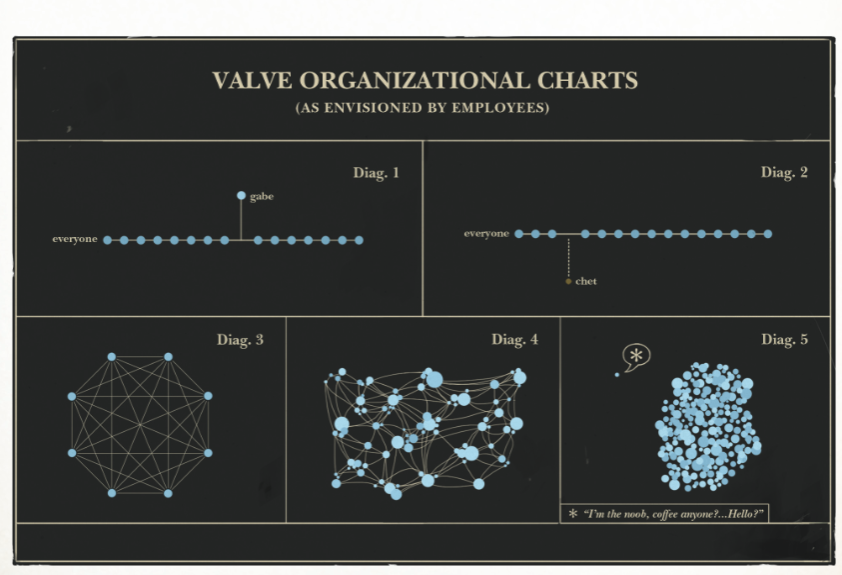 VALVE ORGANIZATIONAL CHARTS
(AS ENVISIONED BY EMPLOYEES)
Diag. 1
gabe
everyone
Diag. 2
everyone
chet
Diag. 3
Diag. 4
Diag. 5
*
* “I’m the noob, coffee anyone?...Hello?”